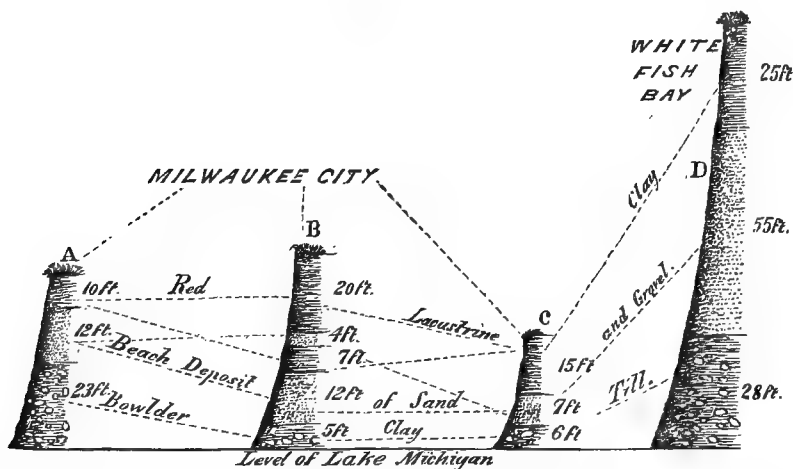 WHITE
FISH
BAY
25ft
MILWAUKEE CITY
Clay
D
A
B
55ft.
10ft.
Red
20ft.
Lacustrine
C
and Gravel
12ft
4ft.
Beach Deposit
7ft
15ft
Till.
28ft.
23ft
Bowlder
12ft
of Sand
7ft
5ft
Clay
6ft
Level of Lake Michigan